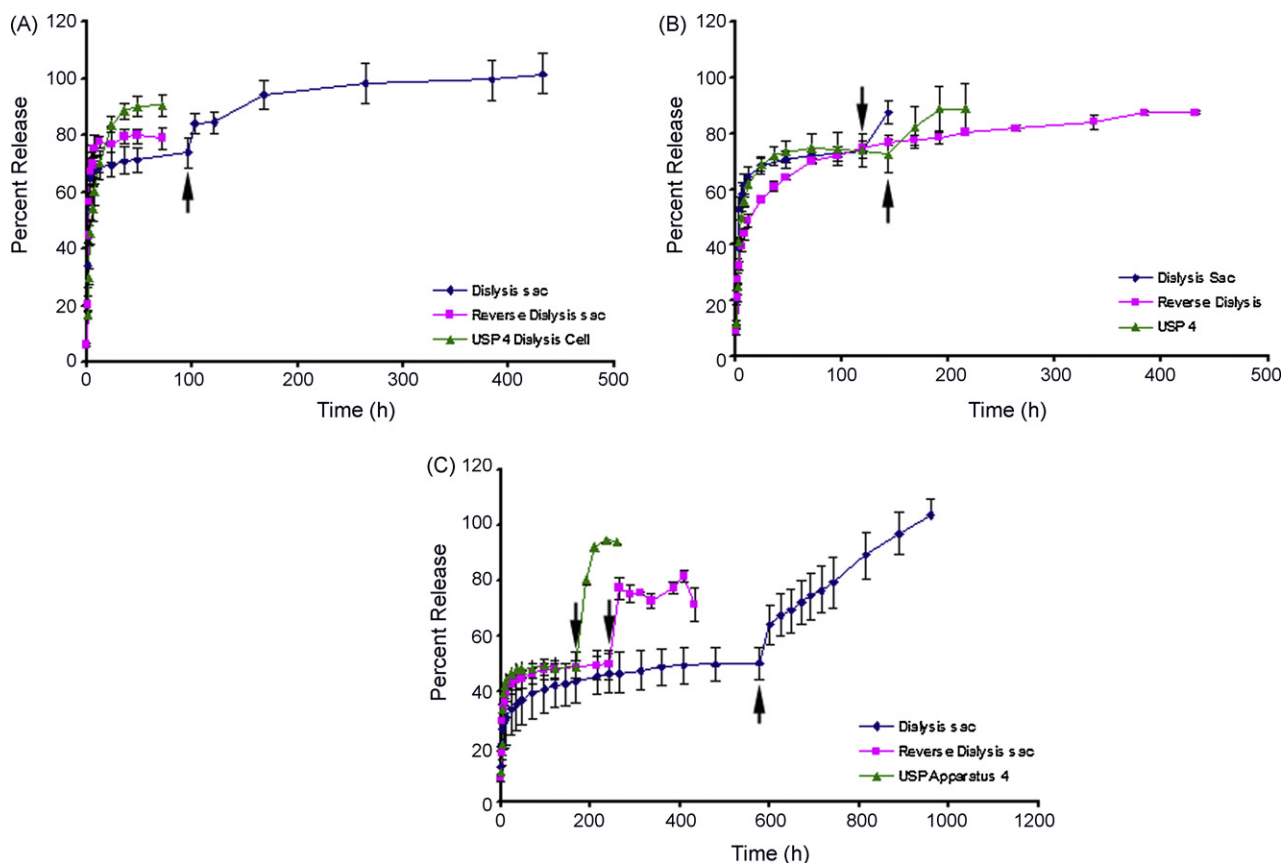 (A)
120
100
80
60
40
20
0
Percent Release
0 100 200 300 400 500
Time (h)
Dialysis sac
Reverse Dialysis sac
USP4 Dialysis Cell
(B)
120
100
80
60
40
20
0
Percent Release
0 100 200 300 400 500
Time (h)
Dialysis Sac
Reverse Dialysis
USP 4
(C)
120
100
80
60
40
20
0
Percent Release
0 200 400 600 800 1000 1200
Time (h)
Dialysis sac
Reverse Dialysis sac
USP Apparatus 4